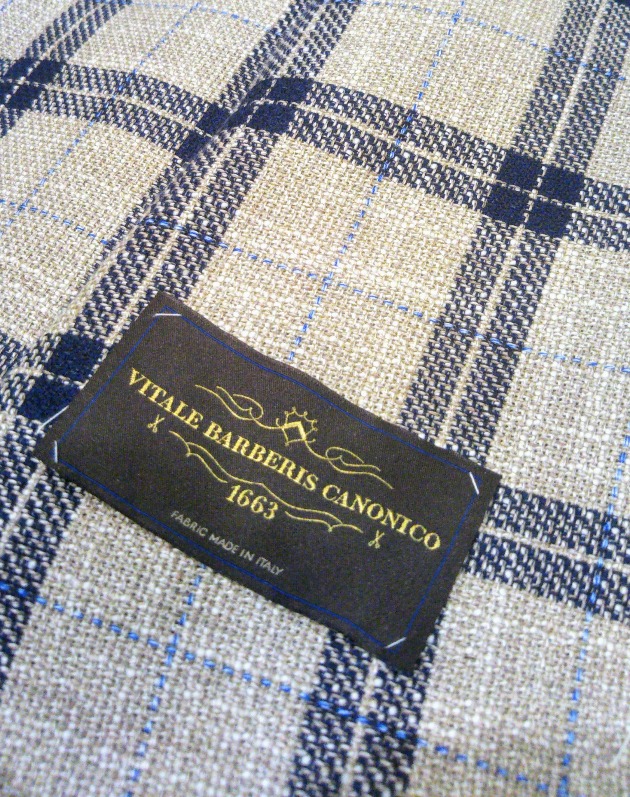 VITALE BARBERIS CANONICO
1663
FABRIC MADE IN ITALY